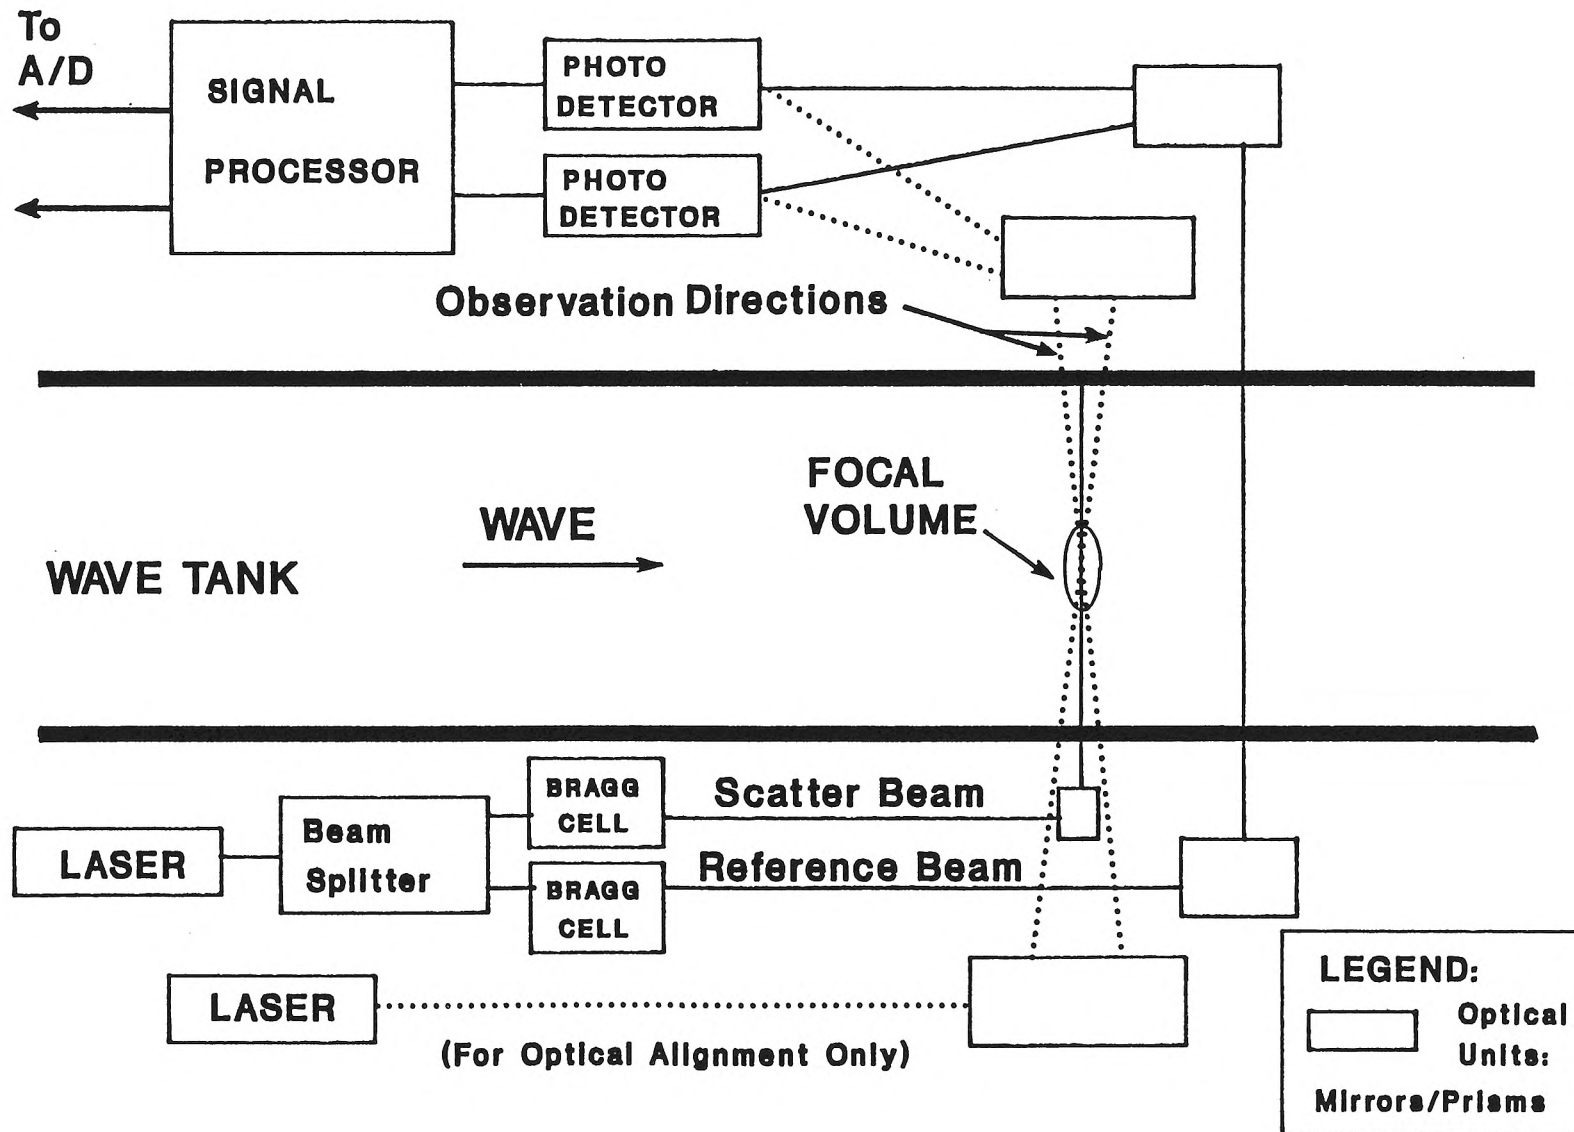 To
A/D
SIGNAL
PROCESSOR
PHOTO
DETECTOR
PHOTO
DETECTOR
Observation Directions
FOCAL
VOLUME
WAVE
WAVE TANK
BRAGG
CELL
Scatter Beam
Beam
Splitter
LASER
Reference Beam
BRAGG
CELL
LASER
(For Optical Alignment Only)
LEGEND:
Optical
Units:
Mirrors/Prisms